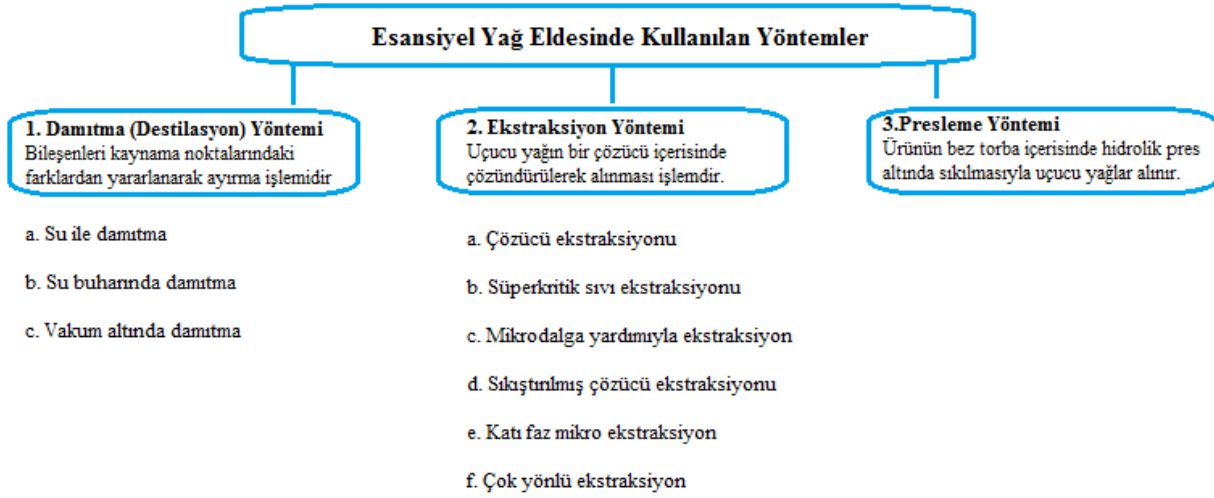 Esansiyel Yağ Eldesinde Kullanılan Yöntemler
1. Damıtma (Destilasyon) Yöntemi
Bileşenleri kaynama noktalarındaki
farklardan yararlanarak ayırma işlemidir
a. Su ile damıtma
b. Su buharında damıtma
c. Vakum altında damıtma
2. Ekstraksiyon Yöntemi
Uçucu yağın bir çözücü içerisinde
çözündürülerek alınması işlemdir.
a. Çözücü ekstraksiyonu
b. Süperkritik sıvı ekstraksiyonu
c. Mikrodalga yardımıyla ekstraksiyon
d. Sıkıştırılmış çözücü ekstraksiyonu
e. Katı faz mikro ekstraksiyon
f. Çok yönlü ekstraksiyon
3.Presleme Yöntemi
Ürünün bez torba içerisinde hidrolik pres
altında sıkılmasıyla uçucu yağlar alınır.